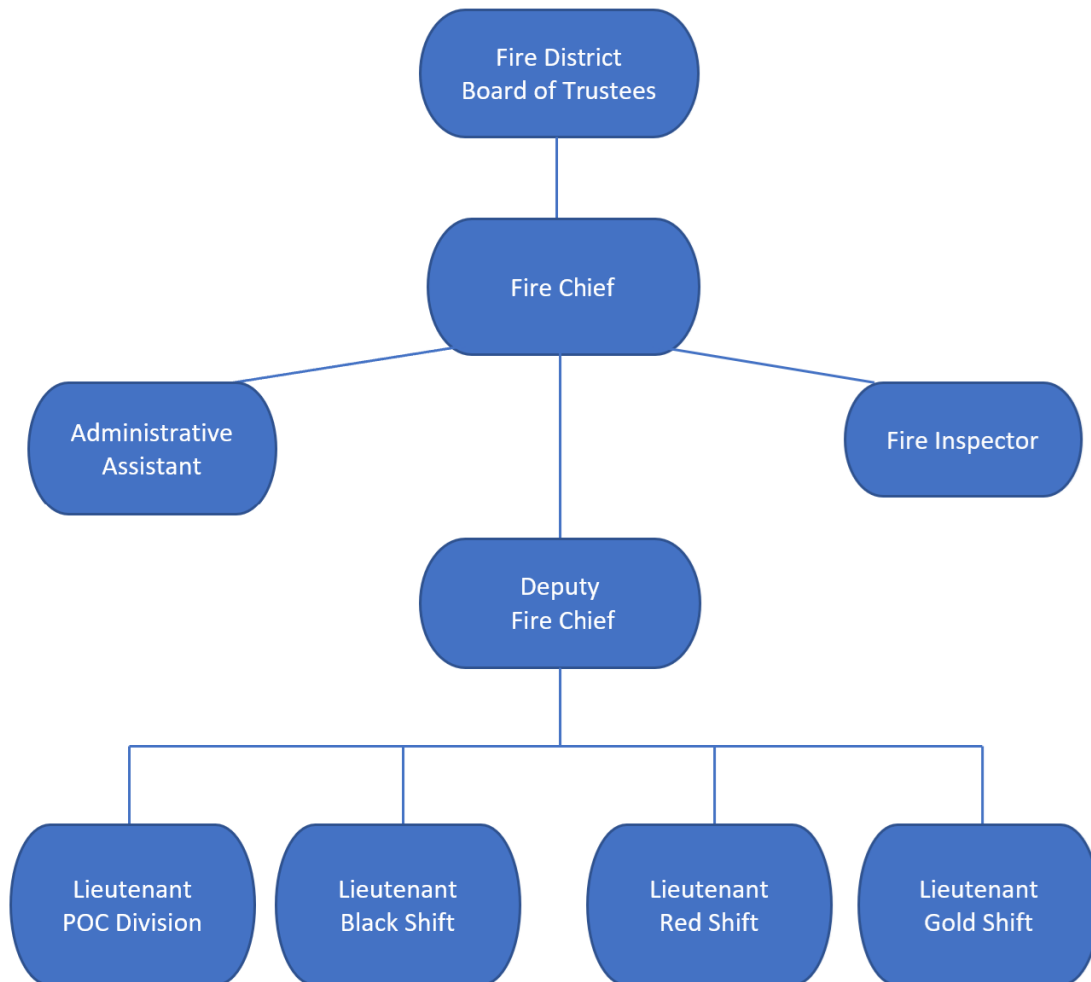 Fire District
Board of Trustees
Fire Chief
Administrative
Assistant
Fire Inspector
Deputy
Fire Chief
Lieutenant
POC Division
Lieutenant
Black Shift
Lieutenant
Red Shift
Lieutenant
Gold Shift